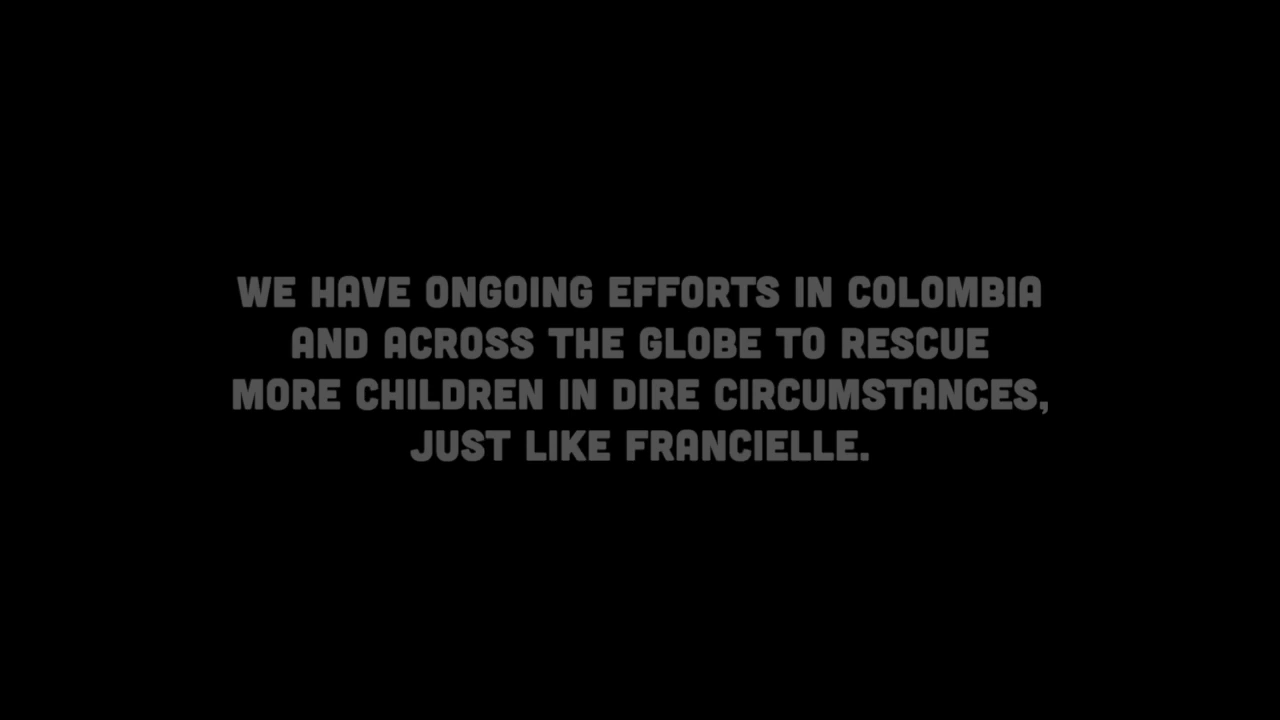 WE HAVE ONGOING EFFORTS IN COLOMBIA
AND ACROSS THE GLOBE TO RESCUE
MORE CHILDREN IN DIRE CIRCUMSTANCES,
JUST LIKE FRANCIELLE.